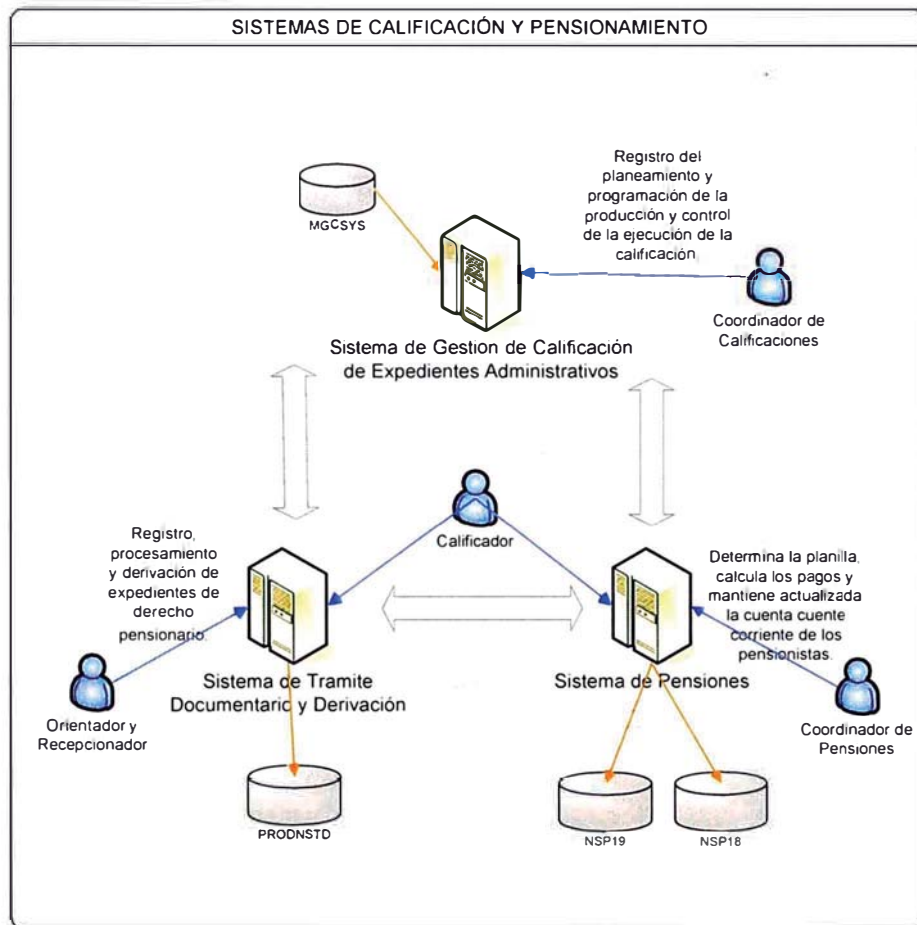 SISTEMAS DE CALIFICACIÓN Y PENSIONAMIENTO
MGCSYS
Registro del
planeamiento y
programación de la
producción y control
de la ejecución de la
calificación
Coordinador de
Calificaciones
Sistema de Gestion de Calificación
de Expedientes Administrativos
Calificador
Registro,
procesamiento
y derivación de
expedientes de
derecho
pensionario.
Determina la planilla,
calcula los pagos y
mantiene actualizada
la cuenta cuente
corriente de los
pensionistas.
Orientador y
Recepcionador
Sistema de Tramite
Documentario y Derivación
Sistema de Pensiones
Coordinador de
Pensiones
PRODNSTD
NSP19
NSP18